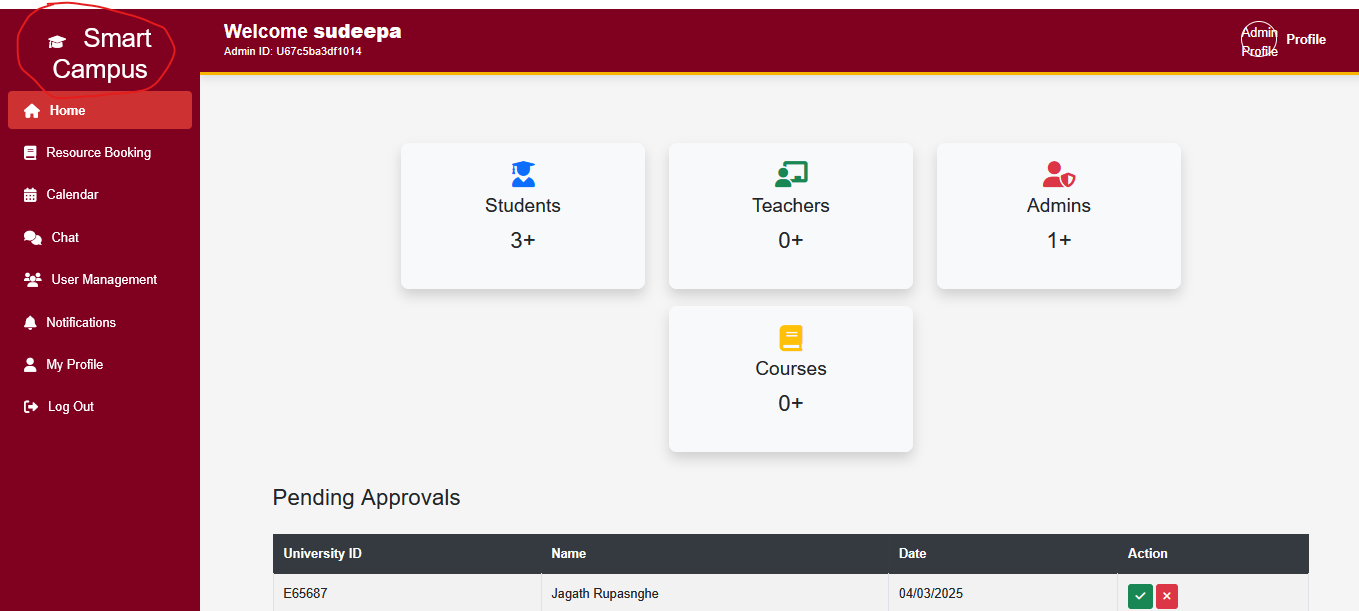 Smart
Campus
Home
Resource Booking
Calendar
Chat
User Management
Notifications
My Profile
Log Out
Welcome sudeepa
Admin ID: U67c5ba3df1014
Admin
Profile
Profile
Students
3+
Teachers
0+
Admins
1+
Courses
0+
Pending Approvals
University ID Name Date Action
E65687 Jagath Rupasnghe 04/03/2025